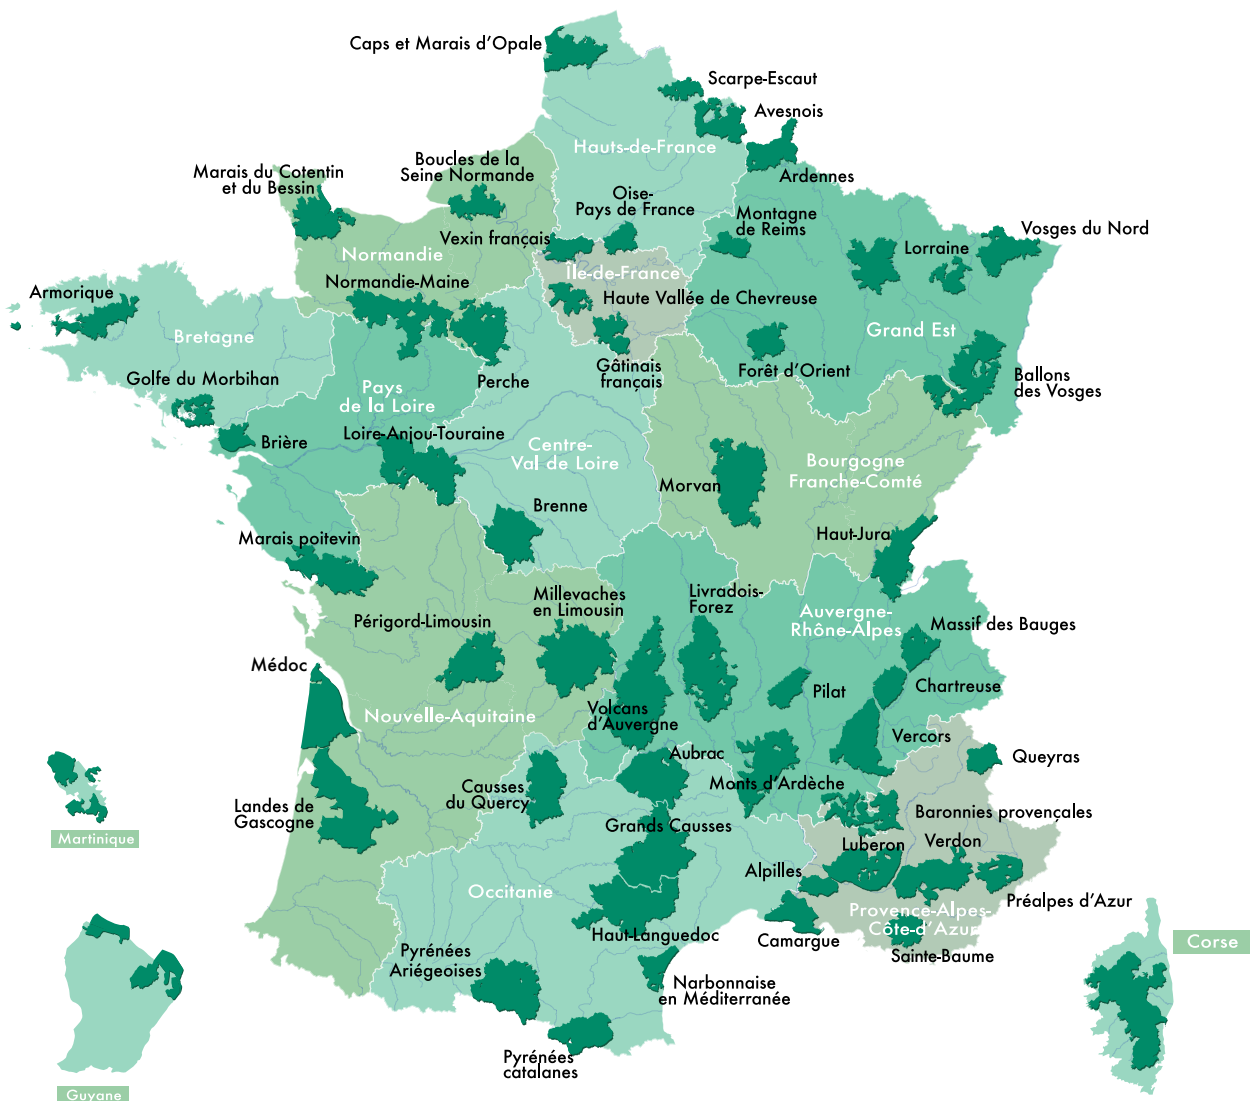 Caps et Marais d’Opale
Scarpe-Escaut
Avesnois
Hauts-de-France
Ardennes
Marais du Cotentin
et du Bessin
Boucles de la
Seine Normande
Oise-
Pays de France
Montagne
de Reims
Vosges du Nord
Lorraine
Vexin français
Normandie
Île-de-France
Normandie-Maine
Haute Vallée de Chevreuse
Armorique
Bretagne
Grand Est
Golfe du Morbihan
Pays
de la Loire
Perche
Gâtinais
français
Forêt d’Orient
Ballons
des Vosges
Brière
Loire-Anjou-Touraine
Centre-
Val de Loire
Bourgogne
Franche-Comté
Morvan
Brenne
Marais poitevin
Haut-Jura
Millevaches
en Limousin
Livradois-
Forez
Auvergne-
Rhône-Alpes
Périgord-Limousin
Massif des Bauges
Médoc
Pilat
Chartreuse
Nouvelle-Aquitaine
Volcans
d’Auvergne
Vercors
Queyras
Aubrac
Causses
du Quercy
Monts d’Ardèche
Landes de
Gascogne
Baronnies provençales
Grands Causses
Luberon
Verdon
Martinique
Alpilles
Occitanie
Préalpes d’Azur
Provence-Alpes-
Côte-d’Azur
Haut-Languedoc
Camargue
Sainte-Baume
Corse
Pyrénées
Ariégeoises
Narbonnaise
en Méditerranée
Pyrénées
catalanes
Guyane